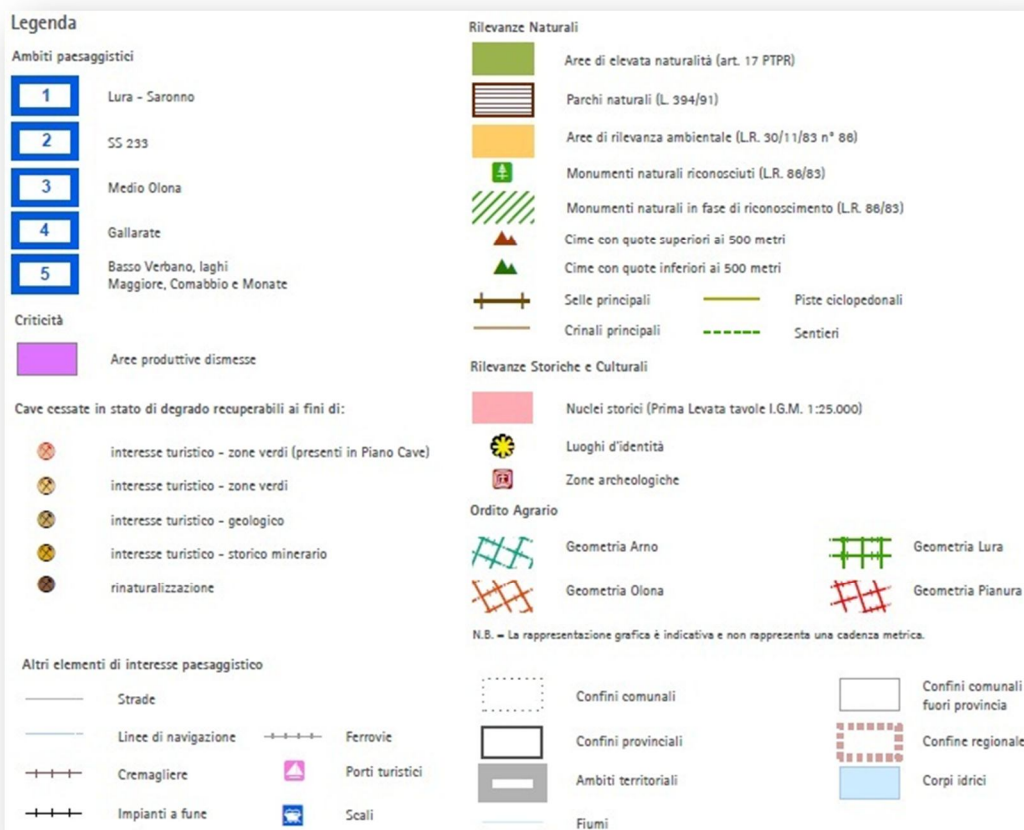 Legenda
Ambiti paesaggistici
1 Lura - Saronno
2 SS 233
3 Medio Olona
4 Gallarate
5 Basso Verbano, laghi
Maggiore, Comabbio e Monate
Criticità
Aree produttive dismesse
Cave cessate in stato di degrado recuperabili ai fini di:
interesse turistico - zone verdi (presenti in Piano Cave)
interesse turistico - zone verdi
interesse turistico - geologico
interesse turistico - storico minerario
rinaturalizzazione
Altri elementi di interesse paesaggistico
Strade
Linee di navigazione Ferrovie
Cremagliere Porti turistici
Impianti a fune Scali
Rilevanze Naturali
Aree di elevata naturalità (art. 17 PTPR)
Parchi naturali (L. 394/91)
Aree di rilevanza ambientale (L.R. 30/11/83 n° 86)
Monumenti naturali riconosciuti (L.R. 86/83)
Monumenti naturali in fase di riconoscimento (L.R. 86/83)
Cime con quote superiori ai 500 metri
Cime con quote inferiori ai 500 metri
Selle principali Piste ciclopedonali
Crinali principali Sentieri
Rilevanze Storiche e Culturali
Nuclei storici (Prima Levata tavole I.G.M. 1:25.000)
Luoghi d'identità
Zone archeologiche
Ordito Agrario
Geometria Arno Geometria Lura
Geometria Olona Geometria Pianura
N.B. = La rappresentazione grafica è indicativa e non rappresenta una cadenza metrica.
Confini comunali Confini comunali
fuori provincia
Confini provinciali Confine regionale
Ambiti territoriali Corpi idrici
Fiumi